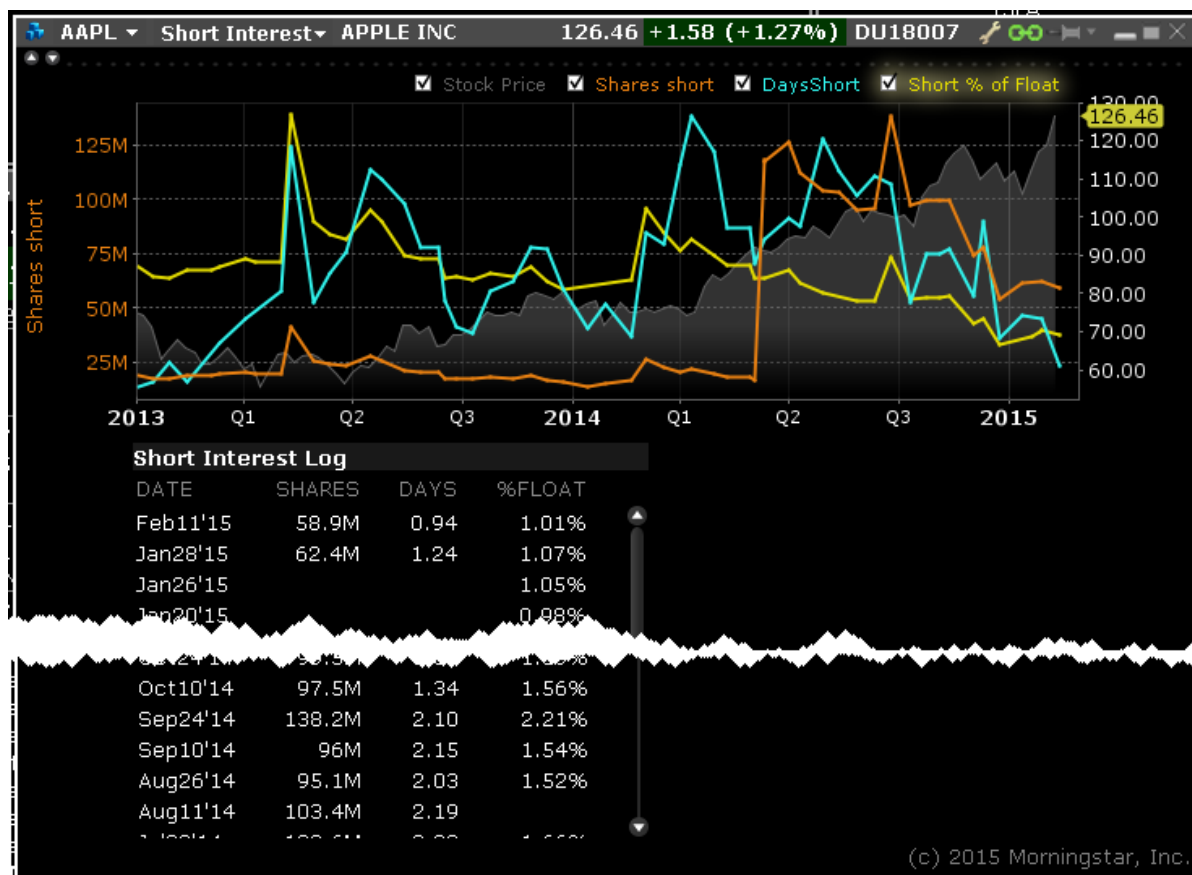 AAPL Short Interest APPLE INC 126.46 +1.58 (+1.27%) DU18007
Stock Price Shares short DaysShort Short % of Float
Shares short
125M
100M
75M
50M
25M
120.00
126.46
110.00
100.00
90.00
80.00
70.00
60.00
2013 Q1 Q2 Q3 2014 Q1 Q2 Q3 2015
Short Interest Log
DATE SHARES DAYS %FLOAT
Feb11'15 58.9M 0.94 1.01%
Jan28'15 62.4M 1.24 1.07%
Jan26'15 1.05%
Jan20'15 0.98%
Oct10'14 97.5M 1.34 1.56%
Sep24'14 138.2M 2.10 2.21%
Sep10'14 96M 2.15 1.54%
Aug26'14 95.1M 2.03 1.52%
Aug11'14 103.4M 2.19
(c) 2015 Morningstar, Inc.